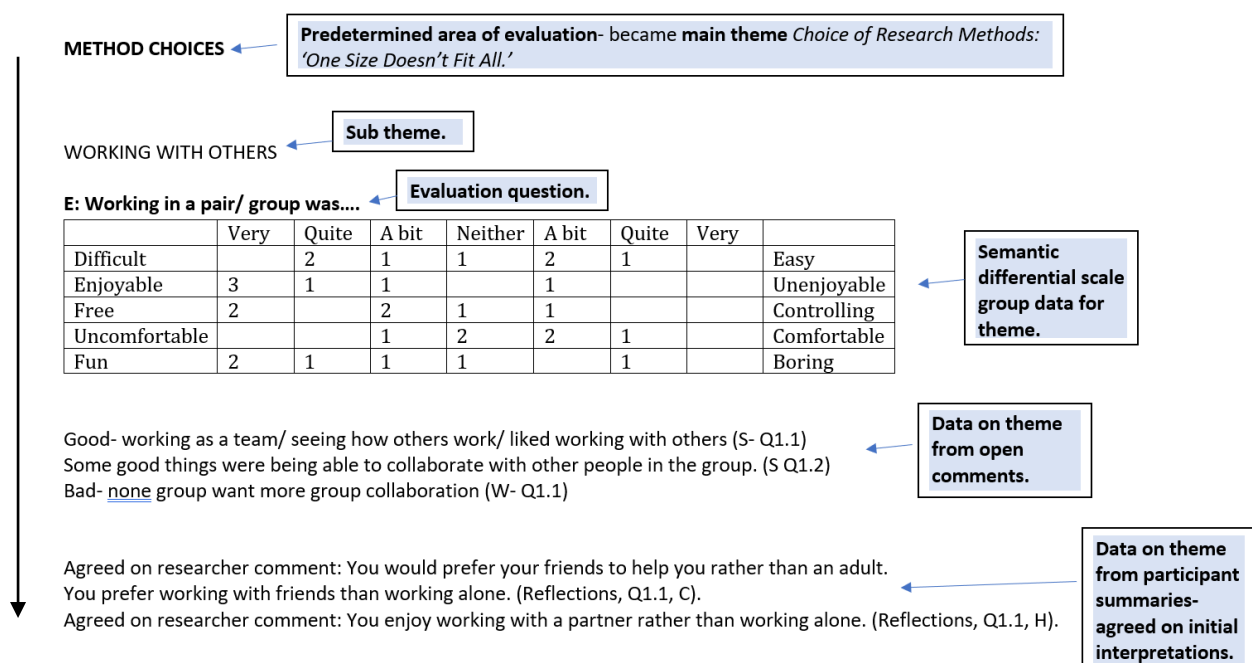 Predetermined area of evaluation- became main theme Choice of Research Methods:
‘One Size Doesn’t Fit All.’
METHOD CHOICES
Sub theme.
WORKING WITH OTHERS
Evaluation question.
E: Working in a pair/ group was....
Very Quite A bit Neither A bit Quite Very
Difficult 2 1 1 2 1 Easy
Enjoyable 3 1 1 1 Unenjoyable
Free 2 2 1 1 Controlling
Uncomfortable 1 2 2 1 Comfortable
Fun 2 1 1 1 1 Boring
Semantic
differential scale
group data for
theme.
Good- working as a team/ seeing how others work/ liked working with others (S- Q1.1)
Some good things were being able to collaborate with other people in the group. (S Q1.2)
Bad- none group want more group collaboration (W- Q1.1)
Data on theme
from open
comments.
Agreed on researcher comment: You would prefer your friends to help you rather than an adult.
You prefer working with friends than working alone. (Reflections, Q1.1, C).
Agreed on researcher comment: You enjoy working with a partner rather than working alone. (Reflections, Q1.1, H).
Data on theme
from participant
summaries-
agreed on initial
interpretations.